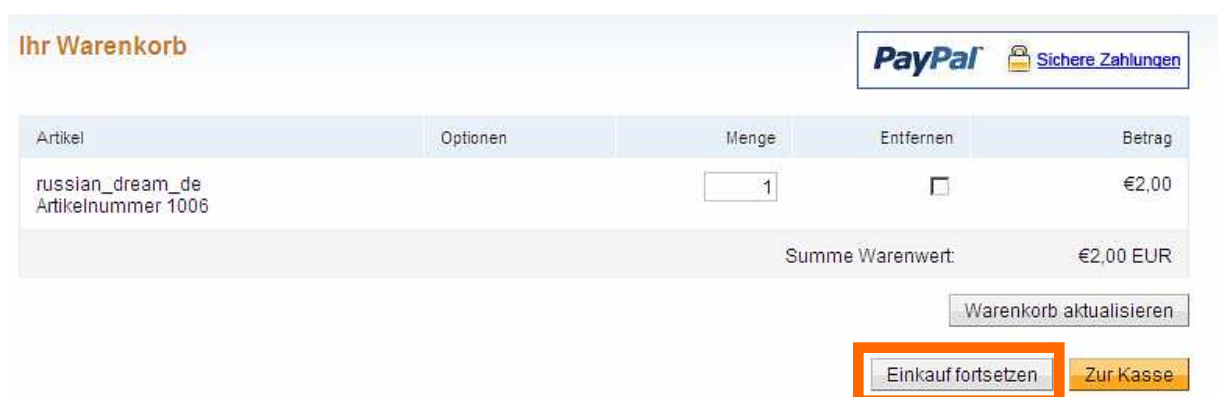 Ihr Warenkorb
PayPal Sichere Zahlungen
Artikel Optionen Menge Entfernen Betrag
russian_dream_de 1 €2,00
Artikelnummer 1006
Summe Warenwert: €2,00 EUR
Warenkorb aktualisieren
Einkauf fortsetzen Zur Kasse